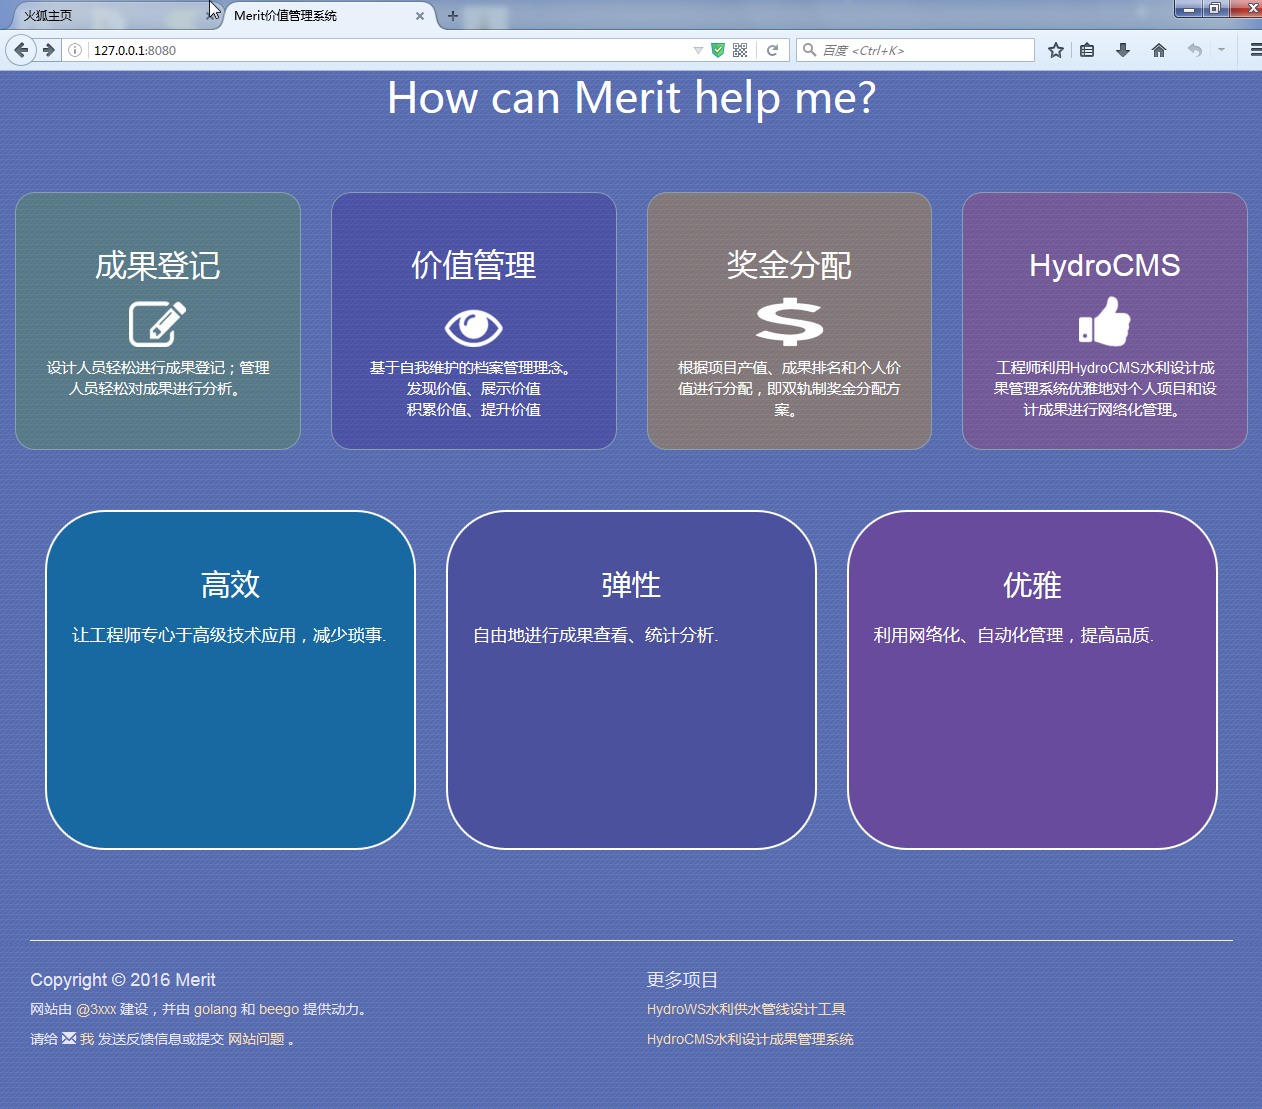 火狐主页
Merit价值管理系统
127.0.0.1:8080
百度 <Ctrl+K>
How can Merit help me?
成果登记
设计人员轻松进行成果登记；管理
人员轻松对成果进行分析。
价值管理
基于自我维护的档案管理理念。
发现价值、展示价值
积累价值、提升价值
奖金分配
根据项目产值、成果排名和个人价
值进行分配，即双轨制奖金分配方
案。
HydroCMS
工程师利用HydroCMS水利设计成
果管理系统优雅地对个人项目和设
计成果进行网络化管理。
高效
让工程师专心于高级技术应用，减少琐事.
弹性
自由地进行成果查看、统计分析.
优雅
利用网络化、自动化管理，提高品质.
Copyright © 2016 Merit
网站由 @3xxx 建设，并由 golang 和 beego 提供动力。
请给 我 发送反馈信息或提交 网站问题 。
更多项目
HydroWS水利供水管线设计工具
HydroCMS水利设计成果管理系统